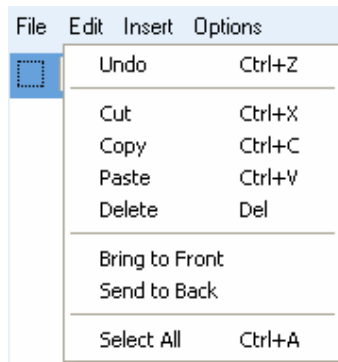 File Edit Insert Options
Undo Ctrl+Z
Cut Ctrl+X
Copy Ctrl+C
Paste Ctrl+V
Delete Del
Bring to Front
Send to Back
Select All Ctrl+A